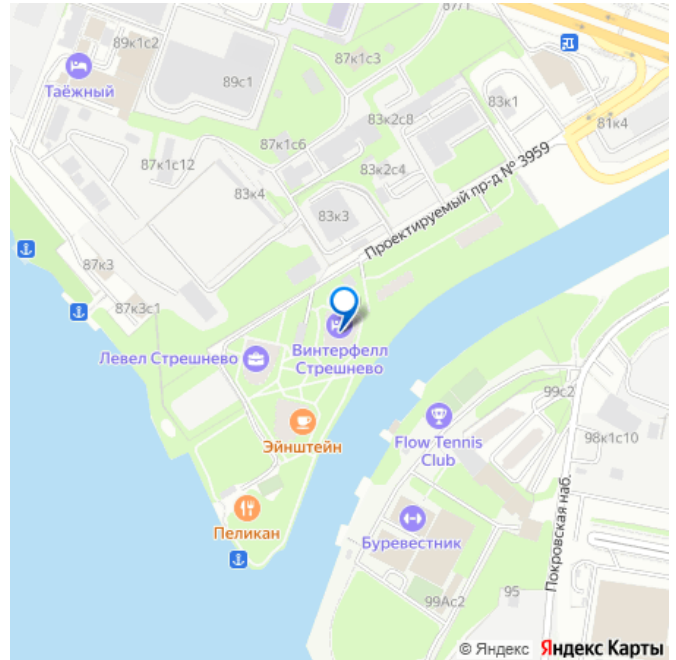 87/1
89к1с2
87к1с3
Таёжный
89с1
83к1
83к2с8
81к4
87к1с6
87к1с12
83к2с4
83к4
Проектируемый пр-д № 3959
83к3
87к3
87к3с1
Левел Стрешнево
Винтерфелл
Стрешнево
99с2
Эйнштейн
Flow Tennis
Club
98к1с10
Пеликан
Буревестник
Покровская наб.
95
99Ас2
© Яндекс Яндекс Карты